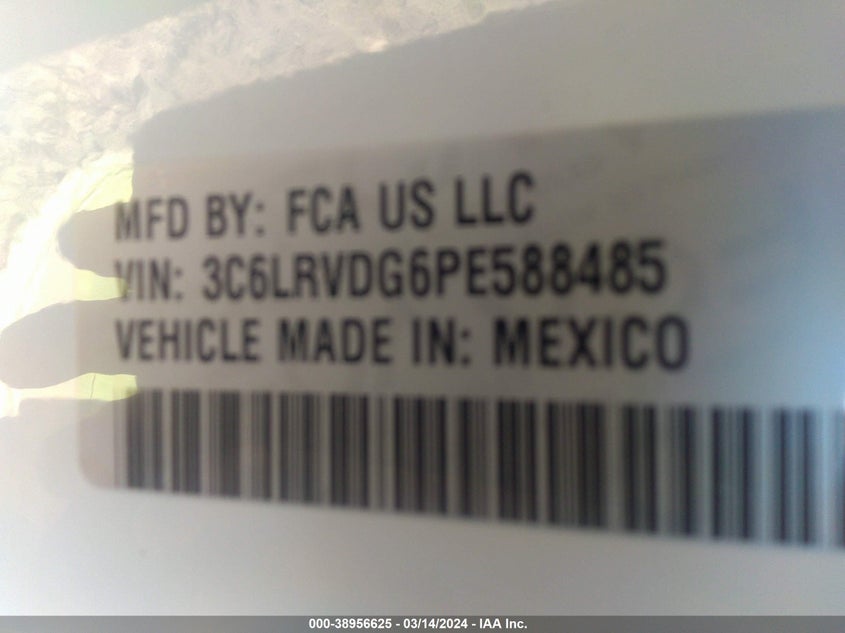 MFD BY: FCA US LLC
VIN: 3C6LRVDG6PE588485
VEHICLE MADE IN: MEXICO
000-38956625 - 03/14/2024 - IAA Inc.